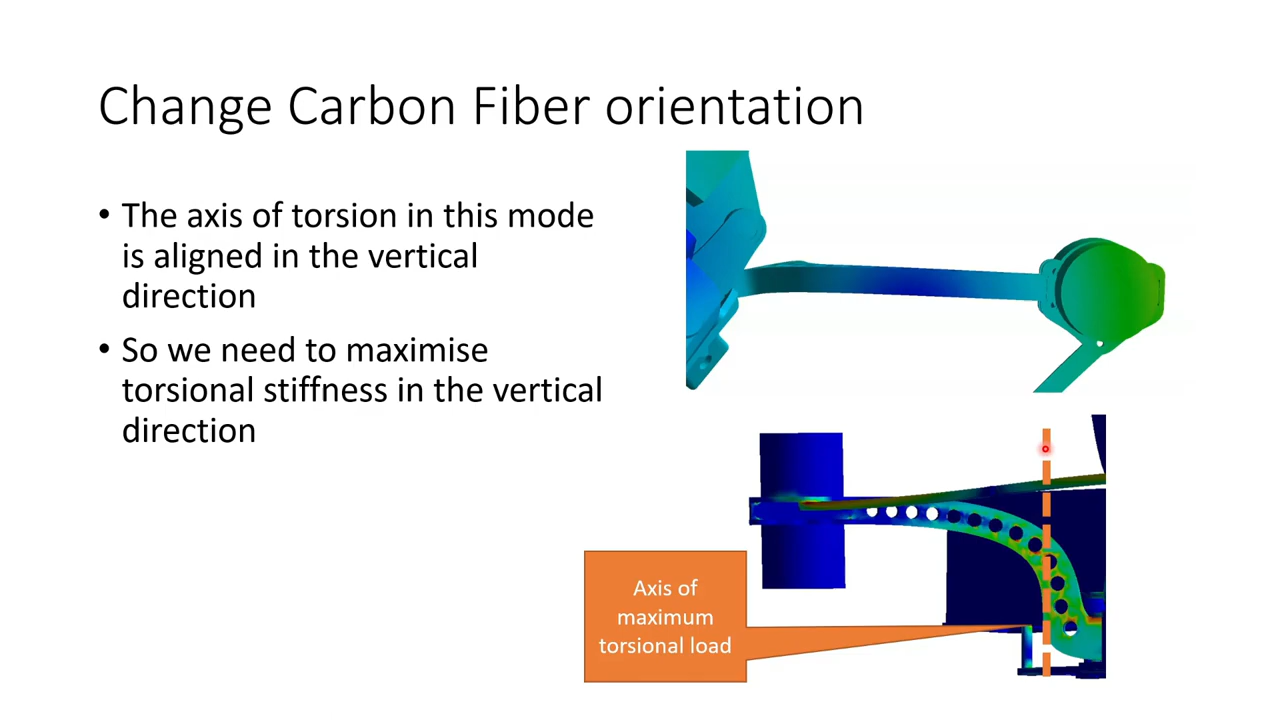 Change Carbon Fiber orientation
• The axis of torsion in this mode
is aligned in the vertical
direction
• So we need to maximise
torsional stiffness in the vertical
direction
Axis of
maximum
torsional load